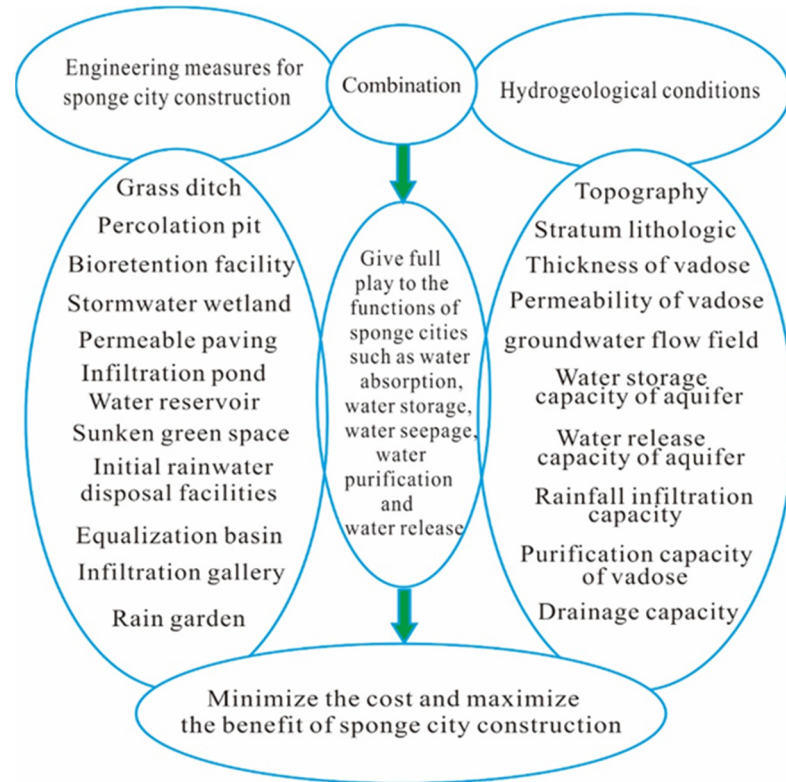 Engineering measures for
sponge city construction
Combination
Hydrogeological conditions
Grass ditch
Percolation pit
Bioretention facility
Stormwater wetland
Permeable paving
Infiltration pond
Water reservoir
Sunken green space
Initial rainwater
disposal facilities
Equalization basin
Infiltration gallery
Rain garden
Give full
play to the
functions of
sponge cities
such as water
absorption,
water storage,
water seepage,
water
purification
and
water release
Topography
Stratum lithologic
Thickness of vadose
Permeability of vadose
groundwater flow field
Water storage
capacity of aquifer
Water release
capacity of aquifer
Rainfall infiltration
capacity
Purification capacity
of vadose
Drainage capacity
Minimize the cost and maximize
the benefit of sponge city construction